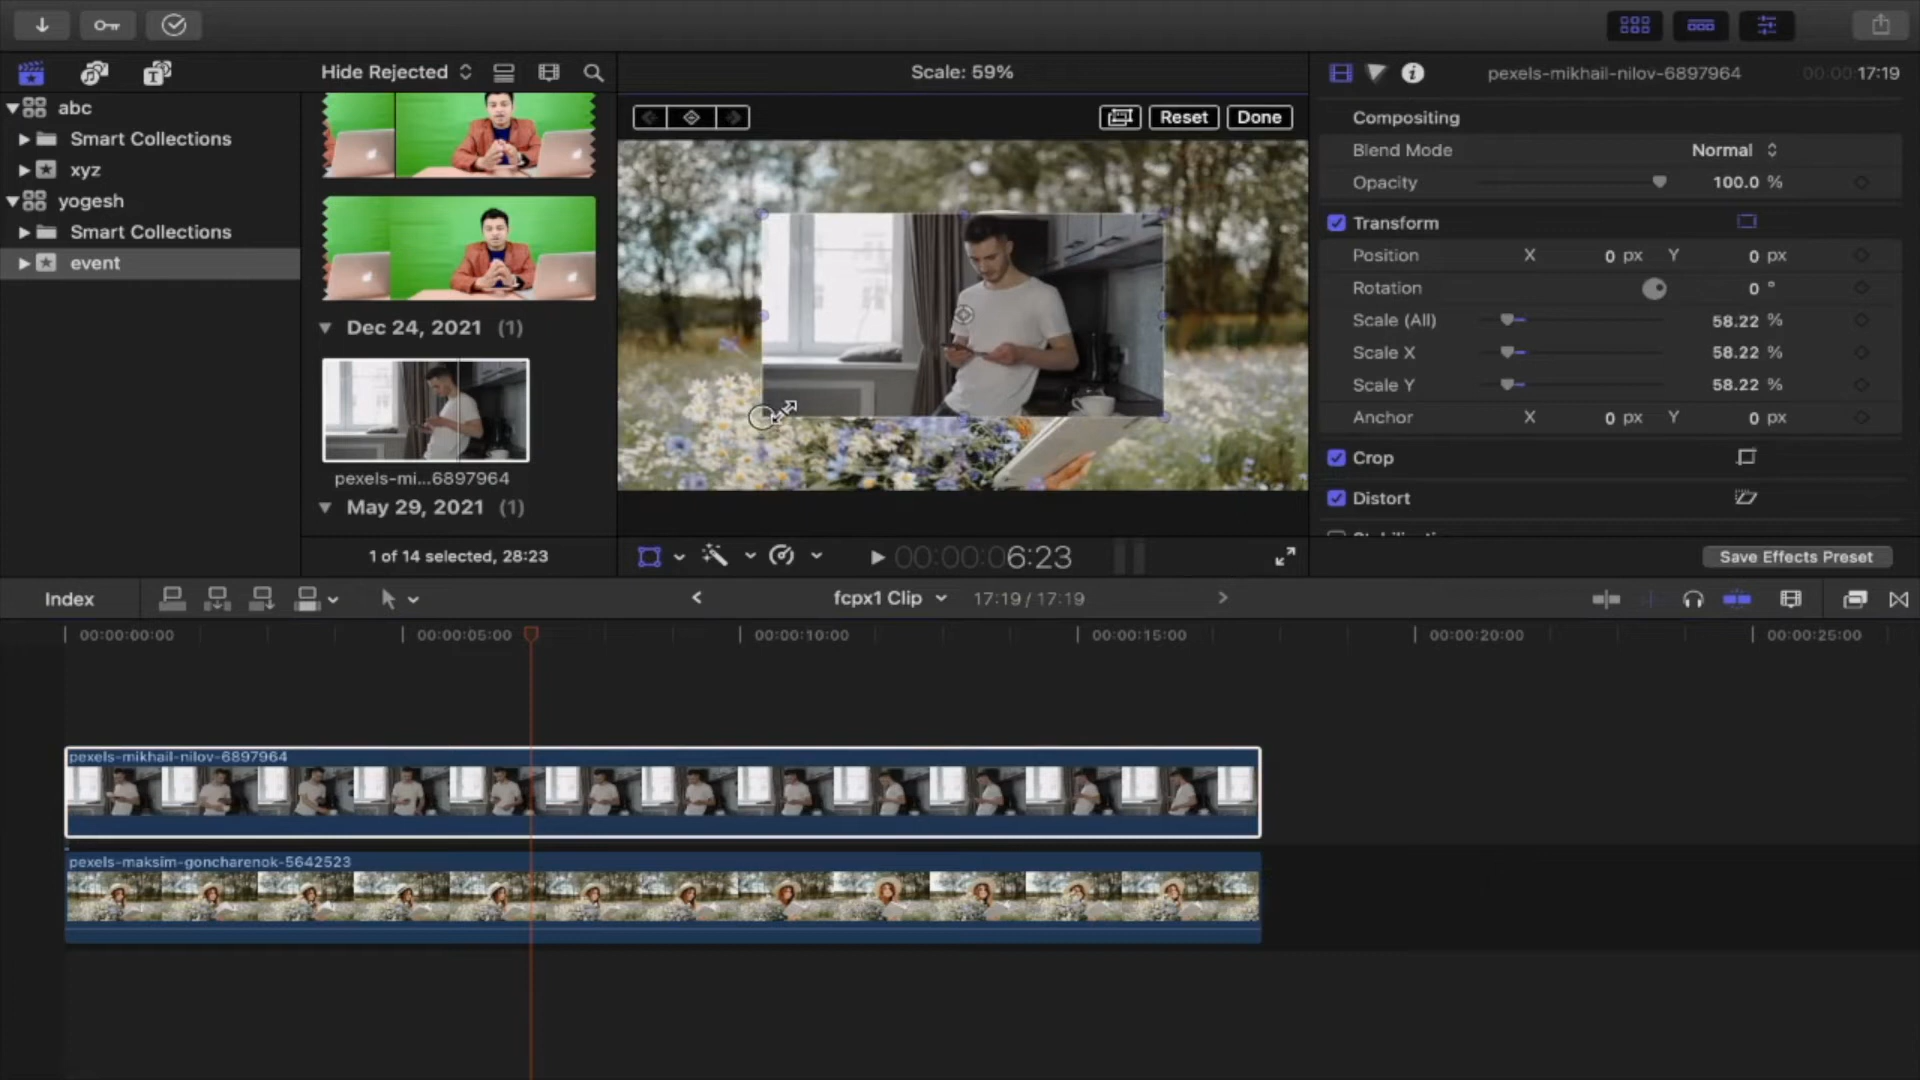 Hide Rejected
Scale: 59%
pexels-mikhail-nilov-6897964
00:00:17:19
abc
Smart Collections
xyz
yogesh
Smart Collections
event
Dec 24, 2021 (1)
pexels-mi...6897964
May 29, 2021 (1)
1 of 14 selected, 28:23
Reset
Done
00:00:06:23
Compositing
Blend Mode
Normal
Opacity
100.0 %
Transform
Position X 0 px Y 0 px
Rotation 0 °
Scale (All) 58.22 %
Scale X 58.22 %
Scale Y 58.22 %
Anchor X 0 px Y 0 px
Crop
Distort
Save Effects Preset
Index
fcpx1 Clip
17:19 / 17:19
00:00:00:00
00:00:05:00
00:00:10:00
00:00:15:00
00:00:20:00
00:00:25:00
pexels-mikhail-nilov-6897964
pexels-maksim-goncharenok-5642523